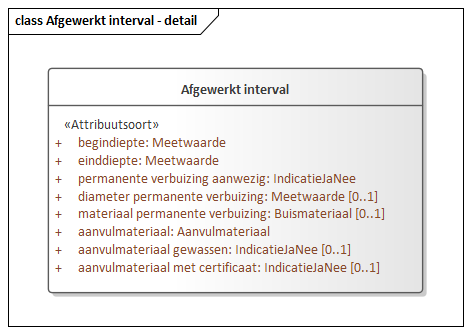 class Afgewerkt interval - detail
Afgewerkt interval
«Attribuutsoort»
+ begindiepte: Meetwaarde
+ einddiepte: Meetwaarde
+ permanente verbuizing aanwezig: IndicatieJaNee
+ diameter permanente verbuizing: Meetwaarde [0..1]
+ materiaal permanente verbuizing: Buismateriaal [0..1]
+ aanvulmateriaal: Aanvulmateriaal
+ aanvulmateriaal gewassen: IndicatieJaNee [0..1]
+ aanvulmateriaal met certificaat: IndicatieJaNee [0..1]